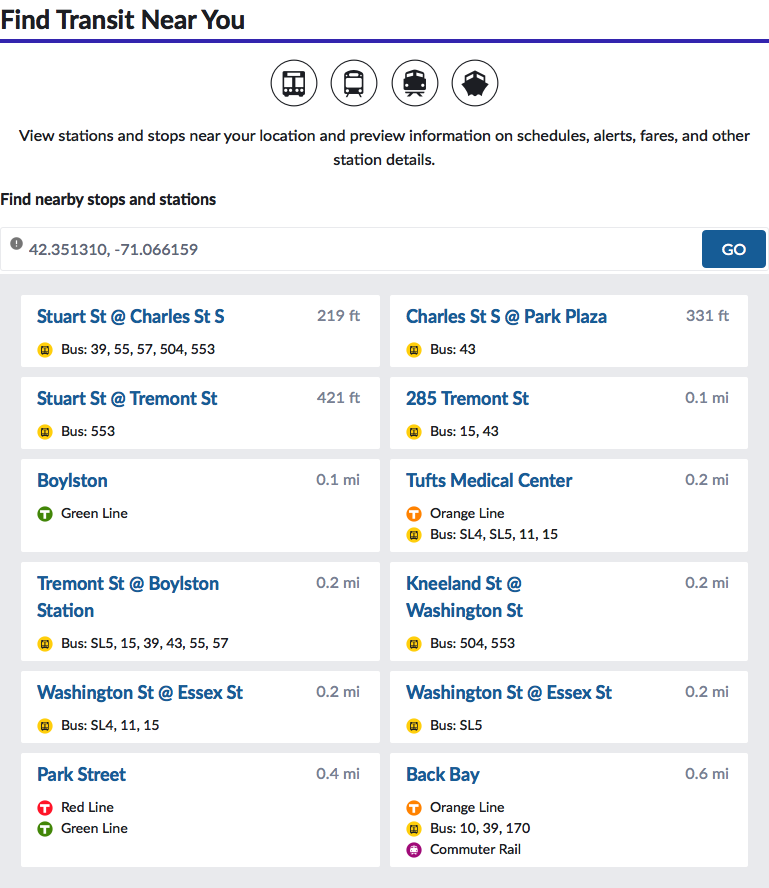 Find Transit Near You
View stations and stops near your location and preview information on schedules, alerts, fares, and other
station details.
Find nearby stops and stations
42.351310, -71.066159
GO
Stuart St @ Charles St S
219 ft
Bus: 39, 55, 57, 504, 553
Charles St S @ Park Plaza
331 ft
Bus: 43
Stuart St @ Tremont St
421 ft
Bus: 553
285 Tremont St
0.1 mi
Bus: 15, 43
Boylston
0.1 mi
T Green Line
Tufts Medical Center
0.2 mi
T Orange Line
Bus: SL4, SL5, 11, 15
Tremont St @ Boylston
Station
0.2 mi
Bus: SL5, 15, 39, 43, 55, 57
Kneeland St @
Washington St
0.2 mi
Bus: 504, 553
Washington St @ Essex St
0.2 mi
Bus: SL4, 11, 15
Washington St @ Essex St
0.2 mi
Bus: SL5
Park Street
0.4 mi
T Red Line
T Green Line
Back Bay
0.6 mi
T Orange Line
Bus: 10, 39, 170
Commuter Rail